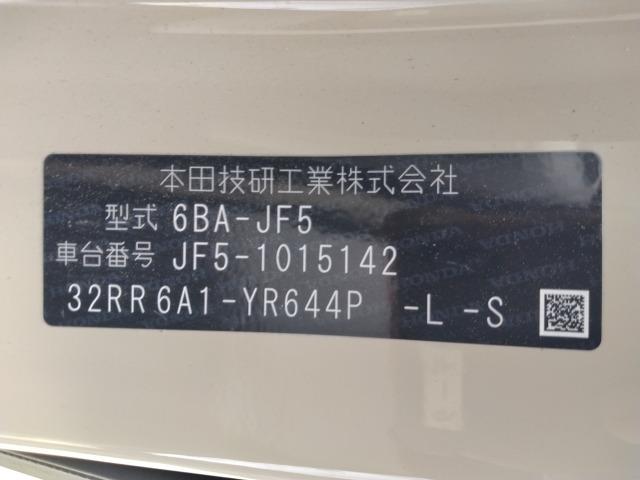 本田技研工業株式会社
型式 6BA-JF5
車台番号 JF5-1015142
32RR6A1-YR644P -L -S